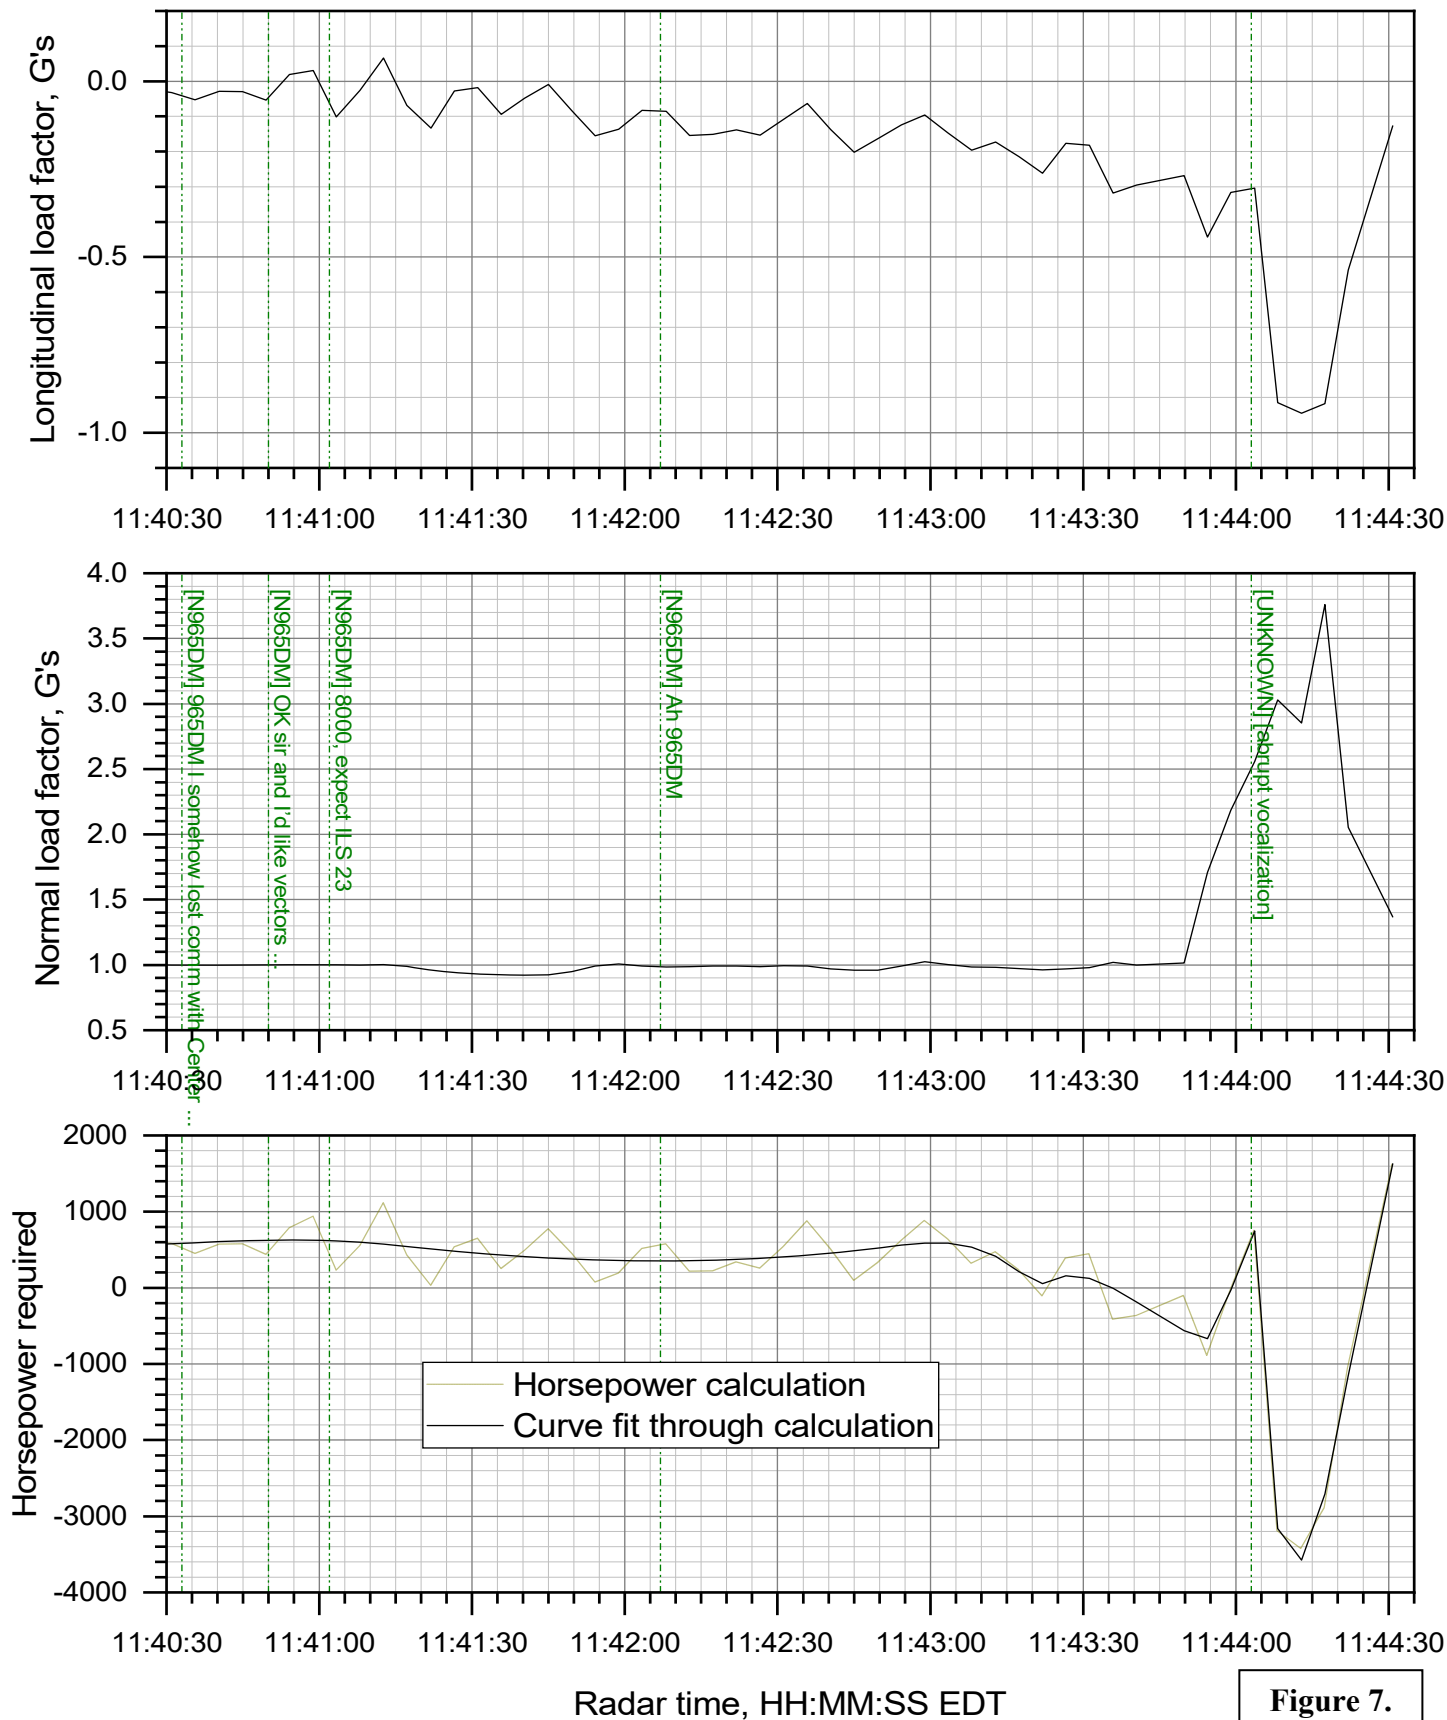 Longitudinal load factor, G's
0.0
-0.5
-1.0
11:40:30 11:41:00 11:41:30 11:42:00 11:42:30 11:43:00 11:43:30 11:44:00 11:44:30
Normal load factor, G's
4.0
3.5
3.0
2.5
2.0
1.5
1.0
0.5
[N965DM] 965DM I somehow lost comm with Center ...
[N965DM] OK sir and I'd like vectors ...
[N965DM] 8000, expect ILS 23
[N965DM] Ah 965DM
[UNKNOWN] [abrupt vocalization]
11:40:30 11:41:00 11:41:30 11:42:00 11:42:30 11:43:00 11:43:30 11:44:00 11:44:30
Horsepower required
2000
1000
0
-1000
-2000
-3000
-4000
Horsepower calculation
Curve fit through calculation
11:40:30 11:41:00 11:41:30 11:42:00 11:42:30 11:43:00 11:43:30 11:44:00 11:44:30
Radar time, HH:MM:SS EDT
Figure 7.